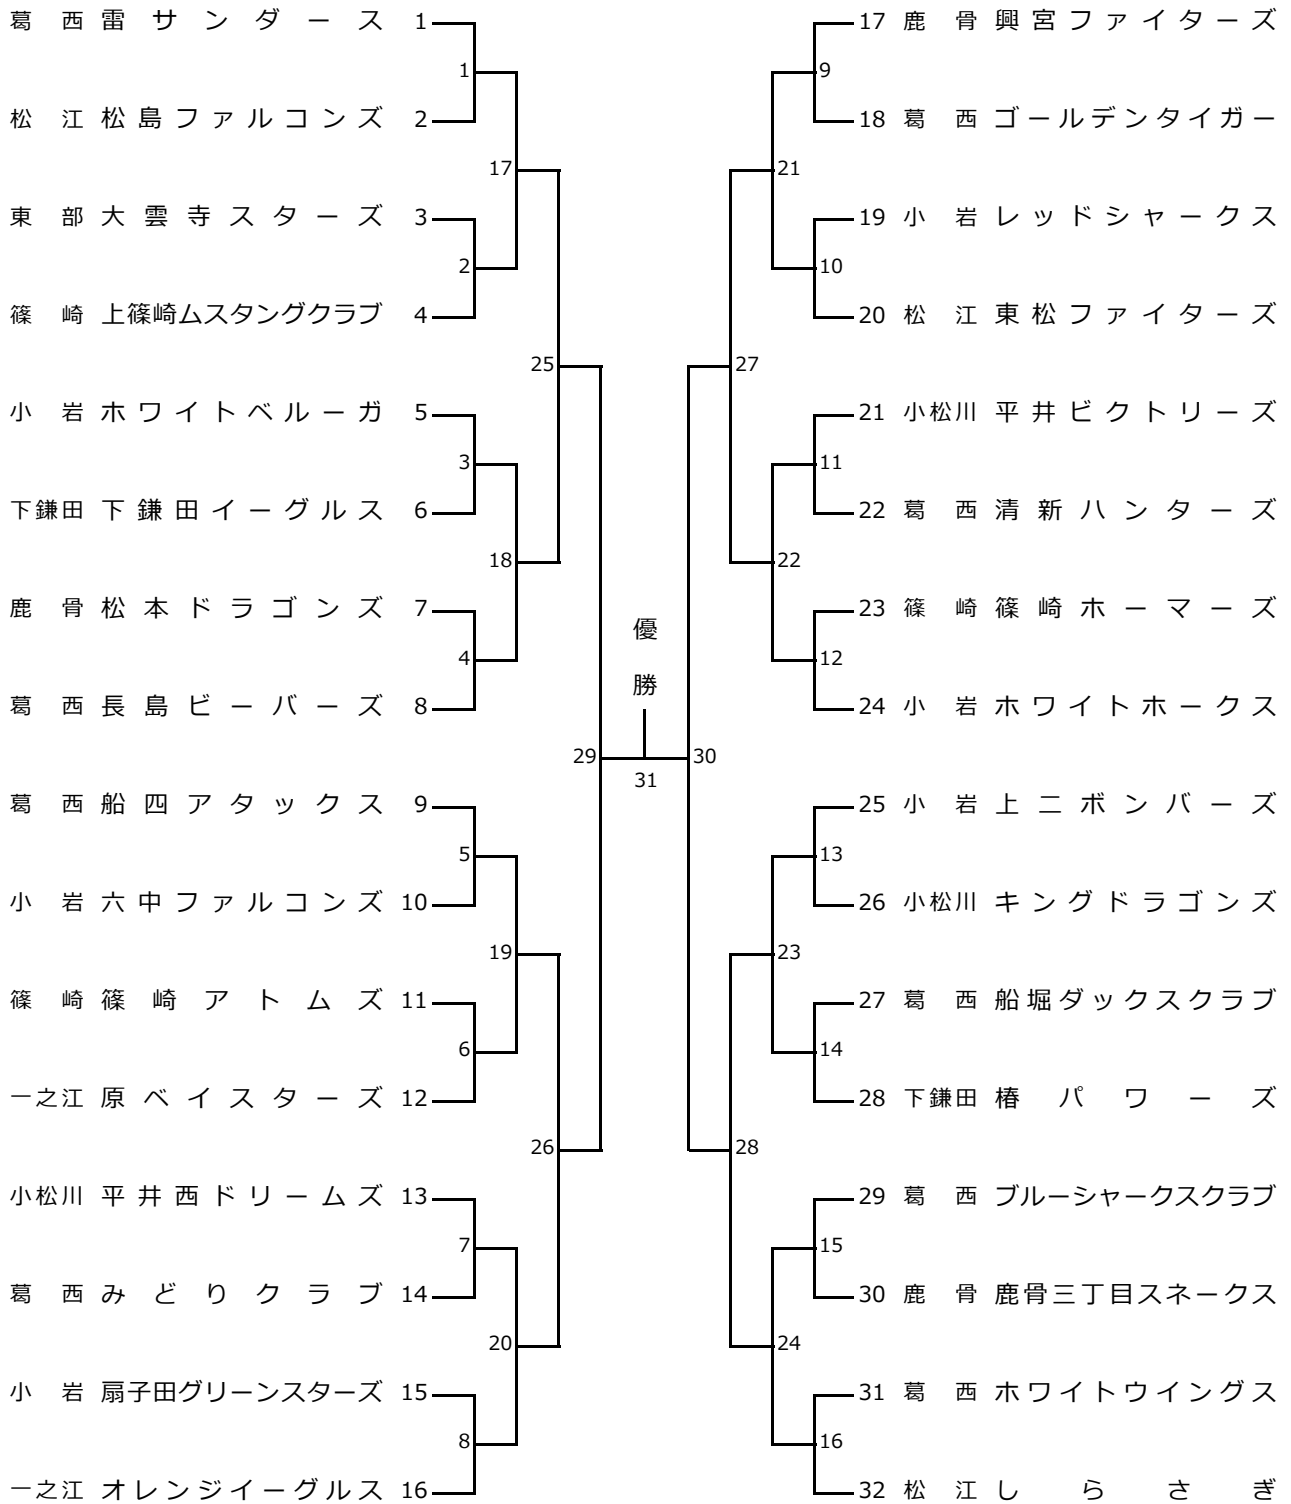 葛西 雷サンダース 1
1
松江 松島ファルコンズ 2
17
東部 大雲寺スターズ 3
2
篠崎 上篠崎ムスタングクラブ 4
25
小岩 ホワイトベルーガ 5
3
下鎌田 下鎌田イーグルス 6
18
鹿骨 松本ドラゴンズ 7
4
葛西 長島ビーバーズ 8
29
葛西 船四アタックス 9
5
小岩 六中ファルコンズ 10
19
篠崎 篠崎アトムズ 11
6
一之江 原ベイスターズ 12
26
小松川 平井西ドリームズ 13
7
葛西 みどりクラブ 14
20
小岩 扇子田グリーンスターズ 15
8
一之江 オレンジイーグルス 16
優
勝
31
17 鹿骨 興宮ファイターズ
9
18 葛西 ゴールデンタイガー
21
19 小岩 レッドシャークス
10
20 松江 東松ファイターズ
27
21 小松川 平井ビクトリーズ
11
22 葛西 清新ハンターズ
22
23 篠崎 篠崎ホーマーズ
12
24 小岩 ホワイトホークス
30
25 小岩 上二ボンバーズ
13
26 小松川 キングドラゴンズ
23
27 葛西 船堀ダックスクラブ
14
28 下鎌田 椿パワーズ
28
29 葛西 ブルーシャークスクラブ
15
30 鹿骨 鹿骨三丁目スネークス
24
31 葛西 ホワイトウイングス
16
32 松江 しらさぎ